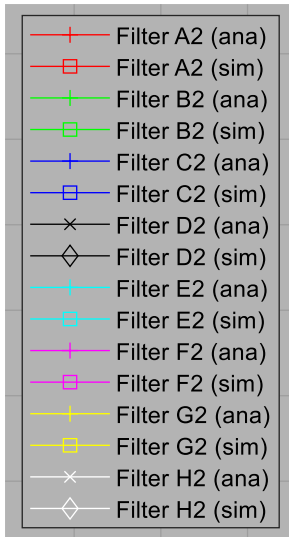 Filter A2 (ana)
Filter A2 (sim)
Filter B2 (ana)
Filter B2 (sim)
Filter C2 (ana)
Filter C2 (sim)
Filter D2 (ana)
Filter D2 (sim)
Filter E2 (ana)
Filter E2 (sim)
Filter F2 (ana)
Filter F2 (sim)
Filter G2 (ana)
Filter G2 (sim)
Filter H2 (ana)
Filter H2 (sim)